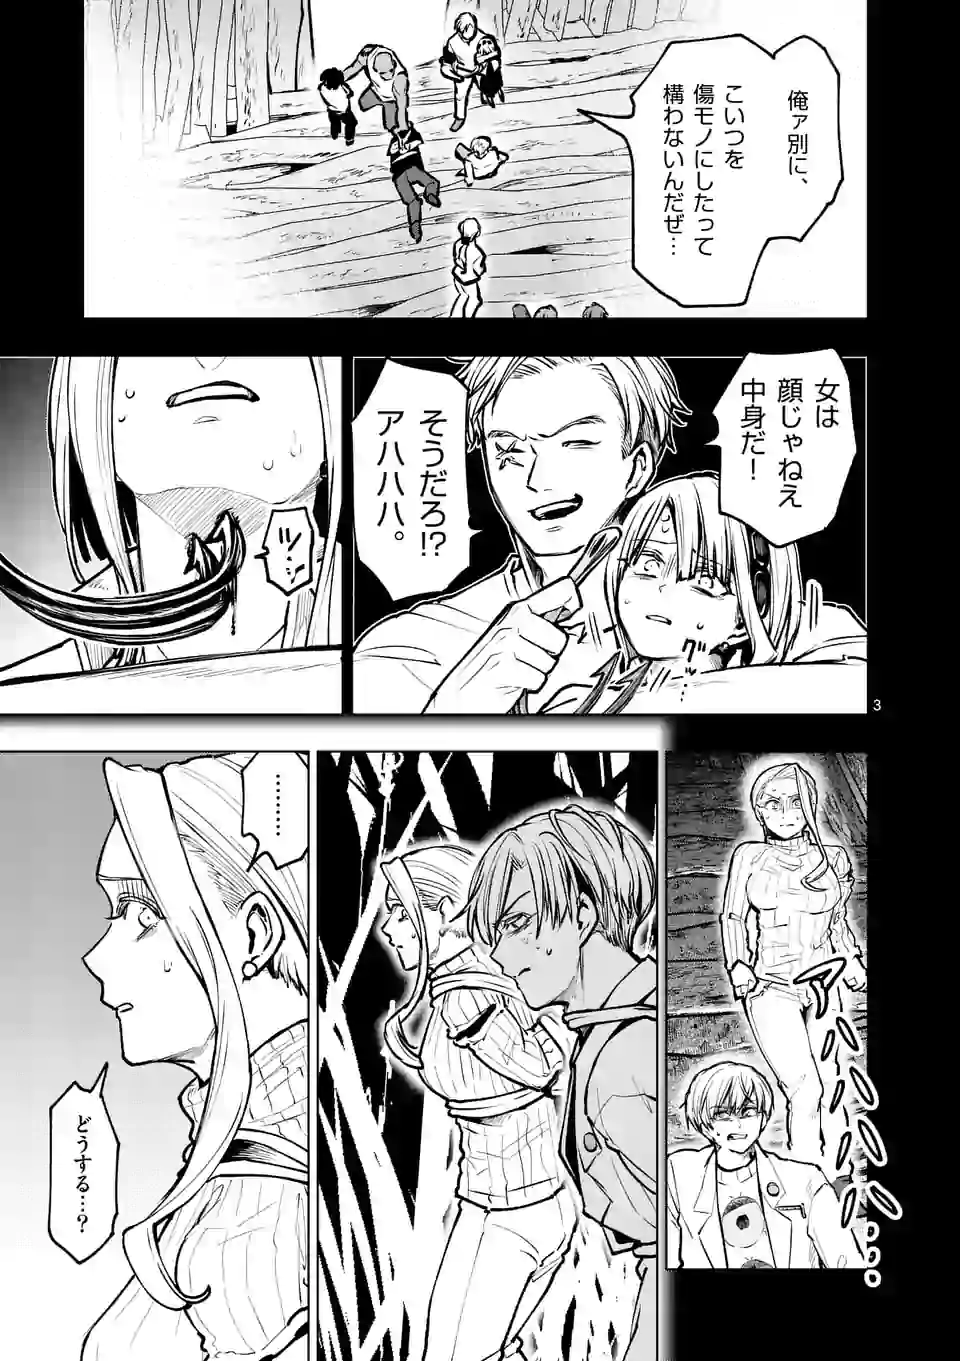 俺ァ別に、
こいつを
傷モノにしたって
構わないんだぜ…
女は
顔じゃねえ
中身だ!
そうだろ!?
アハハハ。
グッ…
ツッ…
3
アハハハハハ。。。
………
どうする…?